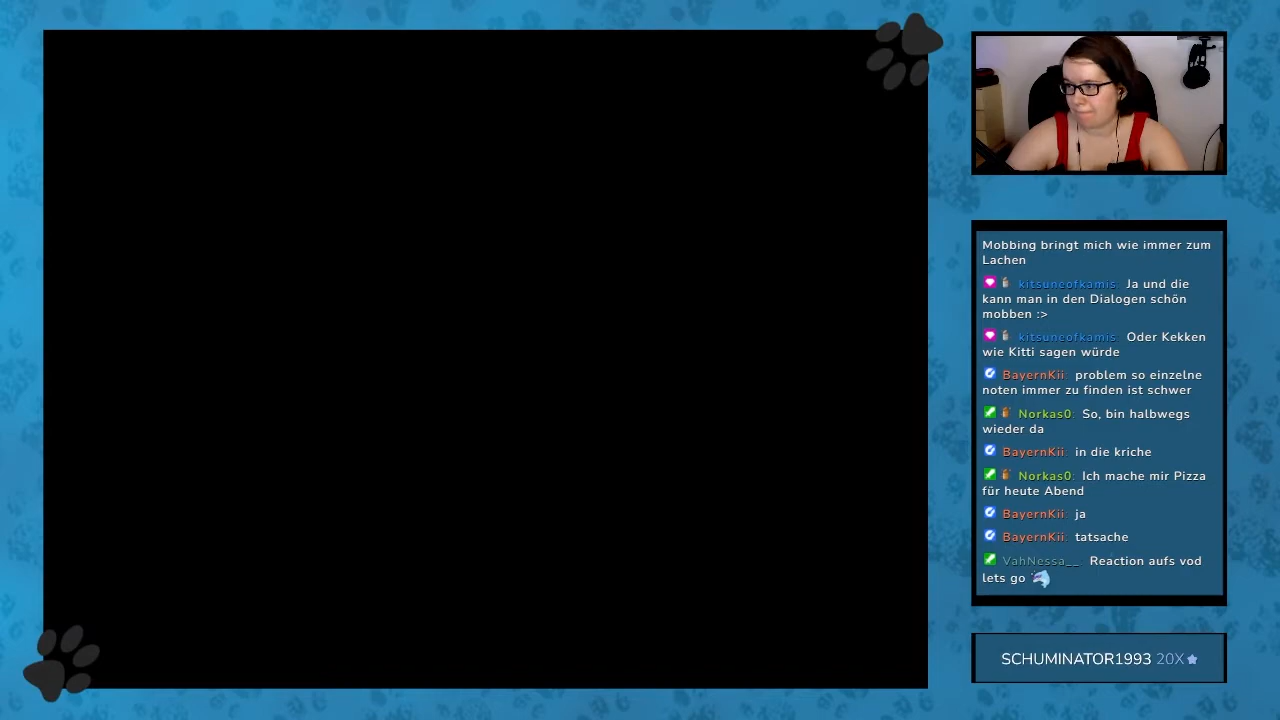 Mobbing bringt mich wie immer zum
Lachen
kitsuneofkamis: Ja und die
kann man in den Dialogen schön
mobben :>
kitsuneofkamis: Oder Kekken
wie Kitti sagen würde
BayernKii: problem so einzelne
noten immer zu finden ist schwer
Norkas0: So, bin halbwegs
wieder da
BayernKii: in die kriche
Norkas0: Ich mache mir Pizza
für heute Abend
BayernKii: ja
BayernKii: tatsache
VahNessa__: Reaction aufs vod
lets go
SCHUMINATOR1993 20X